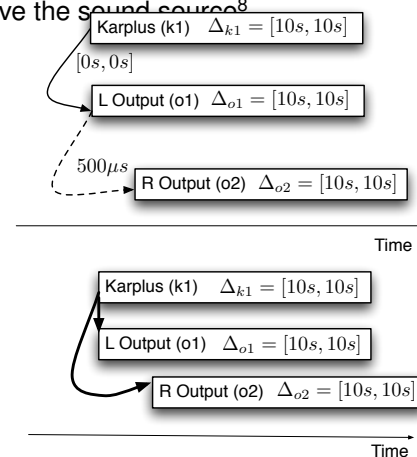 ve the sound source8
Karplus (k1) Δk1 = [10s, 10s]
[0s, 0s]
L Output (o1) Δo1 = [10s, 10s]
500μs
R Output (o2) Δo2 = [10s, 10s]
Time
Karplus (k1) Δk1 = [10s, 10s]
L Output (o1) Δo1 = [10s, 10s]
R Output (o2) Δo2 = [10s, 10s]
Time